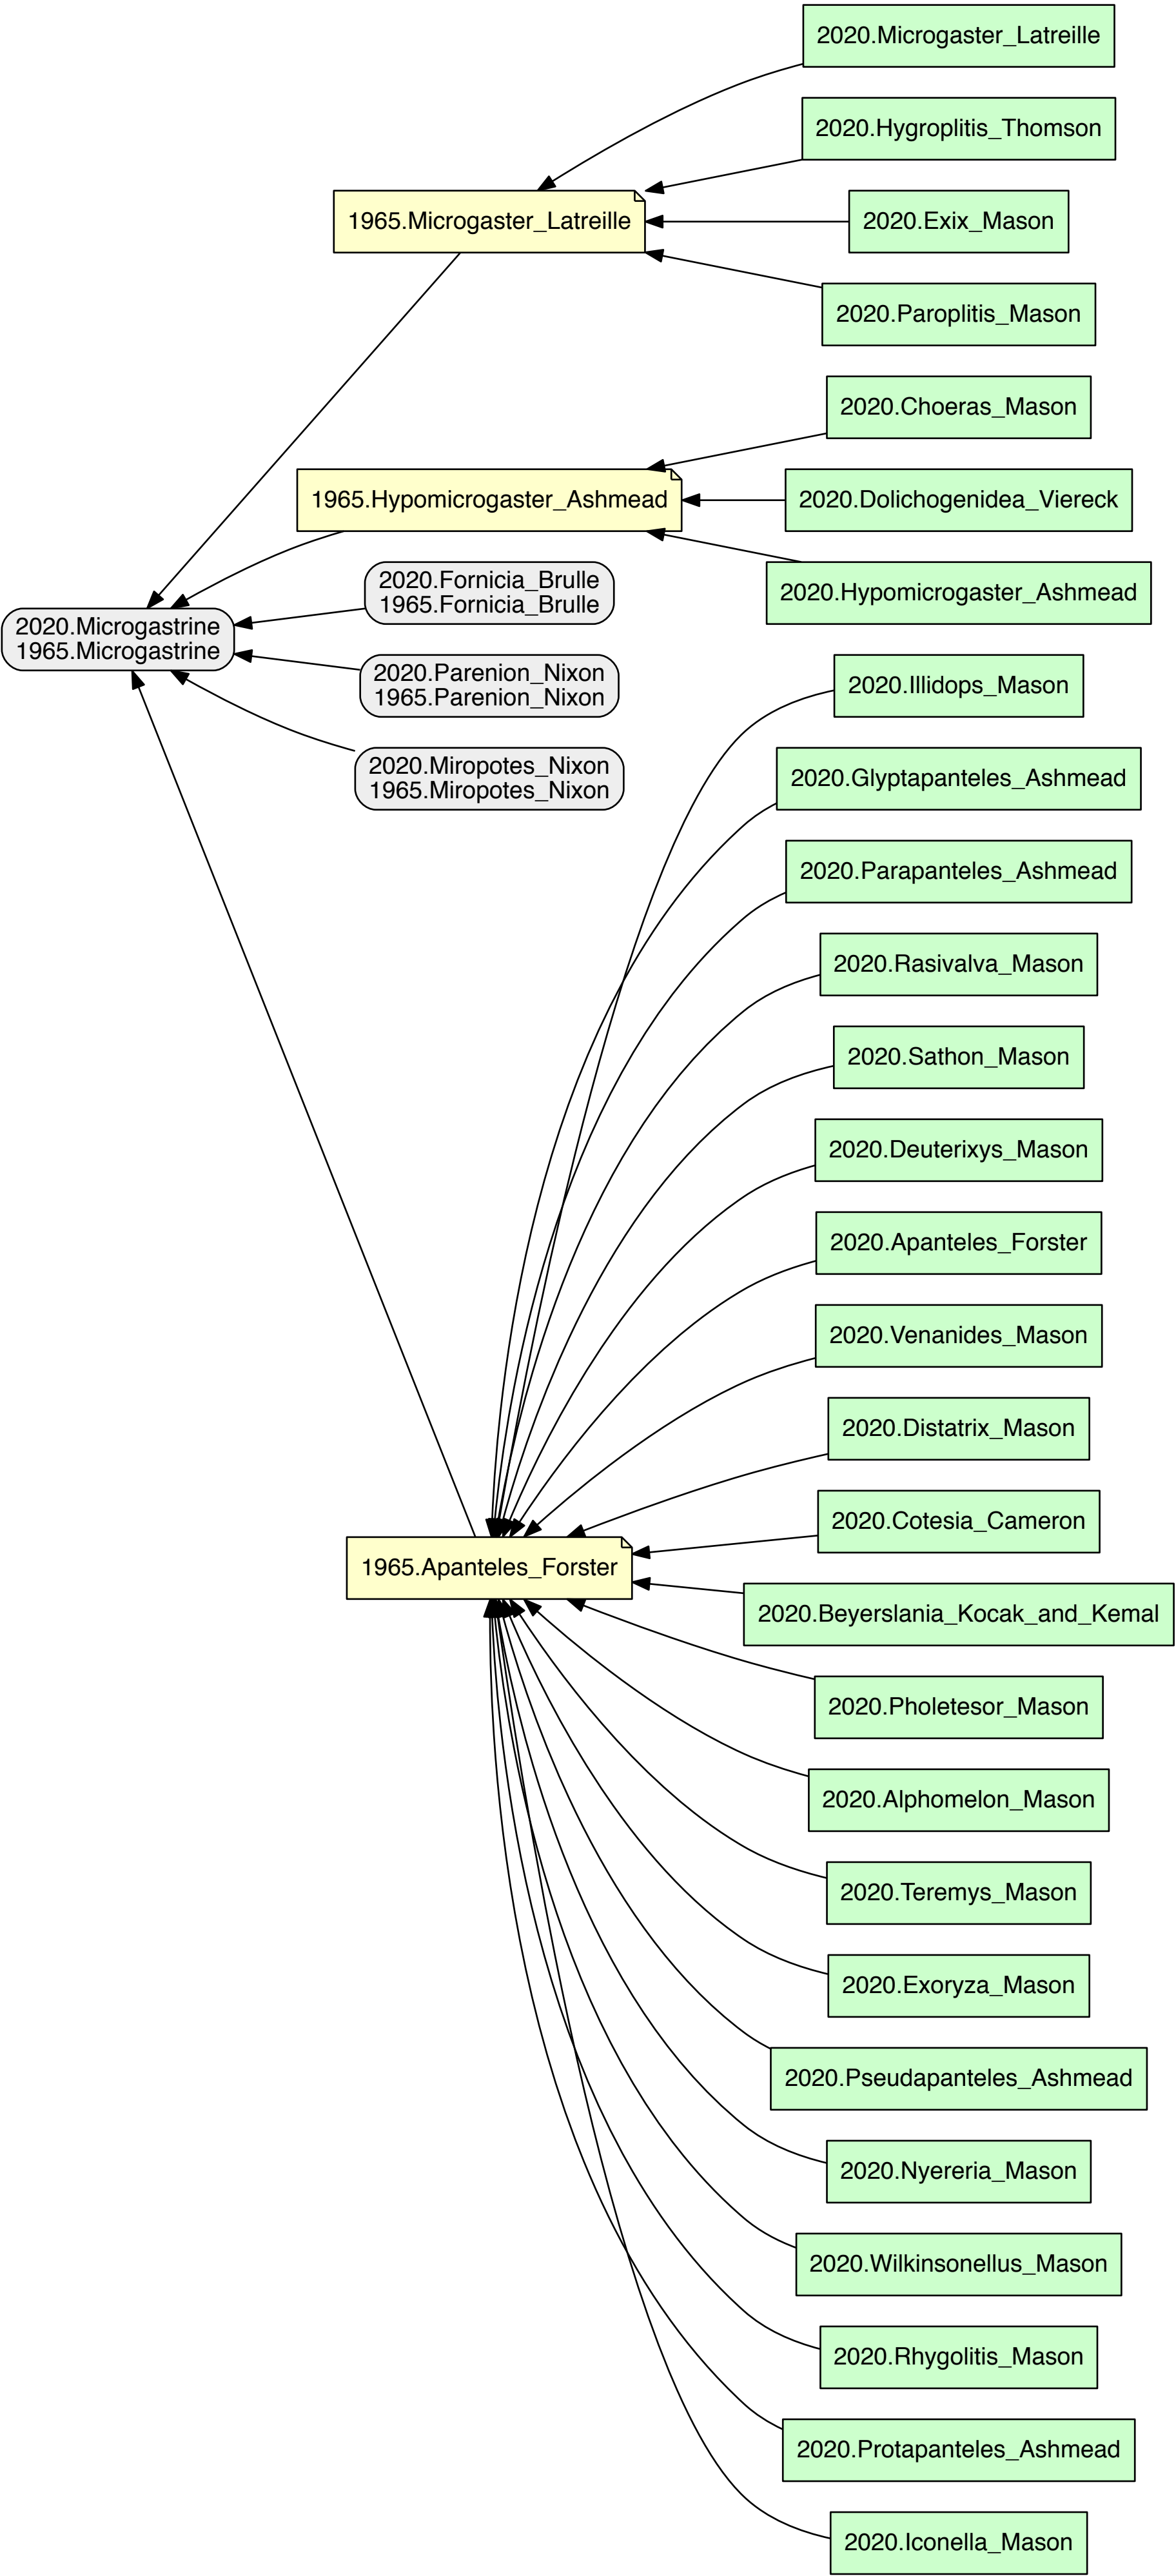 2020.Microgaster_Latreille
2020.Hygroplitis_Thomson
1965.Microgaster_Latreille
2020.Exix_Mason
2020.Paroplitis_Mason
2020.Choeras_Mason
1965.Hypomicrogaster_Ashmead
2020.Dolichogenidea_Viereck
2020.Fornicia_Brulle
1965.Fornicia_Brulle
2020.Hypomicrogaster_Ashmead
2020.Microgastrine
1965.Microgastrine
2020.Parenion_Nixon
1965.Parenion_Nixon
2020.Illidops_Mason
2020.Miropotes_Nixon
1965.Miropotes_Nixon
2020.Glyptapanteles_Ashmead
2020.Parapanteles_Ashmead
2020.Rasivalva_Mason
2020.Sathon_Mason
2020.Deuterixys_Mason
2020.Apanteles_Forster
2020.Venanides_Mason
2020.Distatrix_Mason
2020.Cotesia_Cameron
1965.Apanteles_Forster
2020.Beyerslania_Kocak_and_Kemal
2020.Pholetesor_Mason
2020.Alphomelon_Mason
2020.Teremys_Mason
2020.Exoryza_Mason
2020.Pseudapanteles_Ashmead
2020.Nyereria_Mason
2020.Wilkinsonellus_Mason
2020.Rhygolitis_Mason
2020.Protapanteles_Ashmead
2020.Iconella_Mason